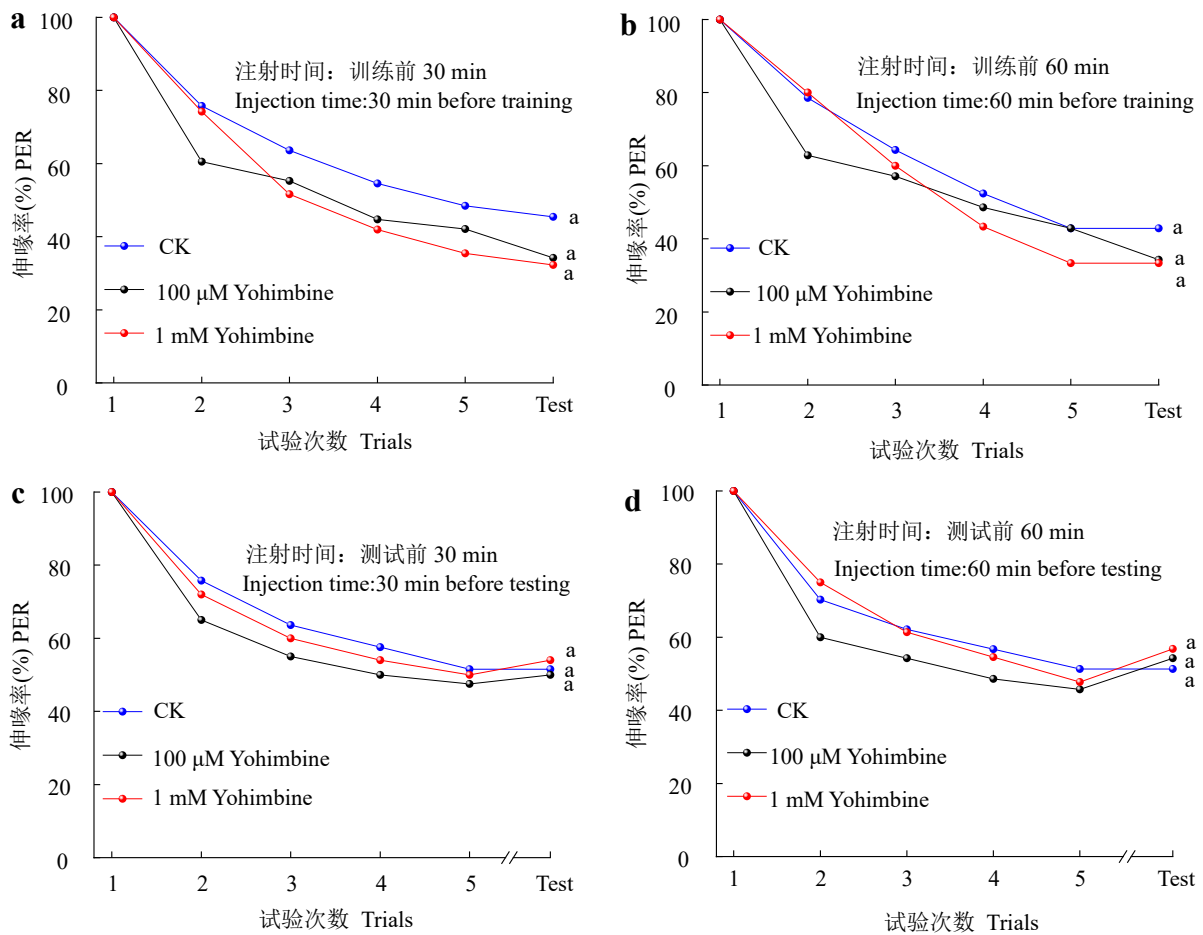 a
100
80
60
40
20
0
伸喙率(%) PER
注射时间：训练前 30 min
Injection time:30 min before training
CK
100 μM Yohimbine
1 mM Yohimbine
a
a
a
1 2 3 4 5 Test
试验次数 Trials
b
100
80
60
40
20
0
伸喙率(%) PER
注射时间：训练前 60 min
Injection time:60 min before training
CK
100 μM Yohimbine
1 mM Yohimbine
a
a
a
1 2 3 4 5 Test
试验次数 Trials
c
100
80
60
40
20
0
伸喙率(%) PER
注射时间：测试前 30 min
Injection time:30 min before testing
CK
100 μM Yohimbine
1 mM Yohimbine
a
a
a
1 2 3 4 5 Test
试验次数 Trials
d
100
80
60
40
20
0
伸喙率(%) PER
注射时间：测试前 60 min
Injection time:60 min before testing
CK
100 μM Yohimbine
1 mM Yohimbine
a
a
a
1 2 3 4 5 Test
试验次数 Trials